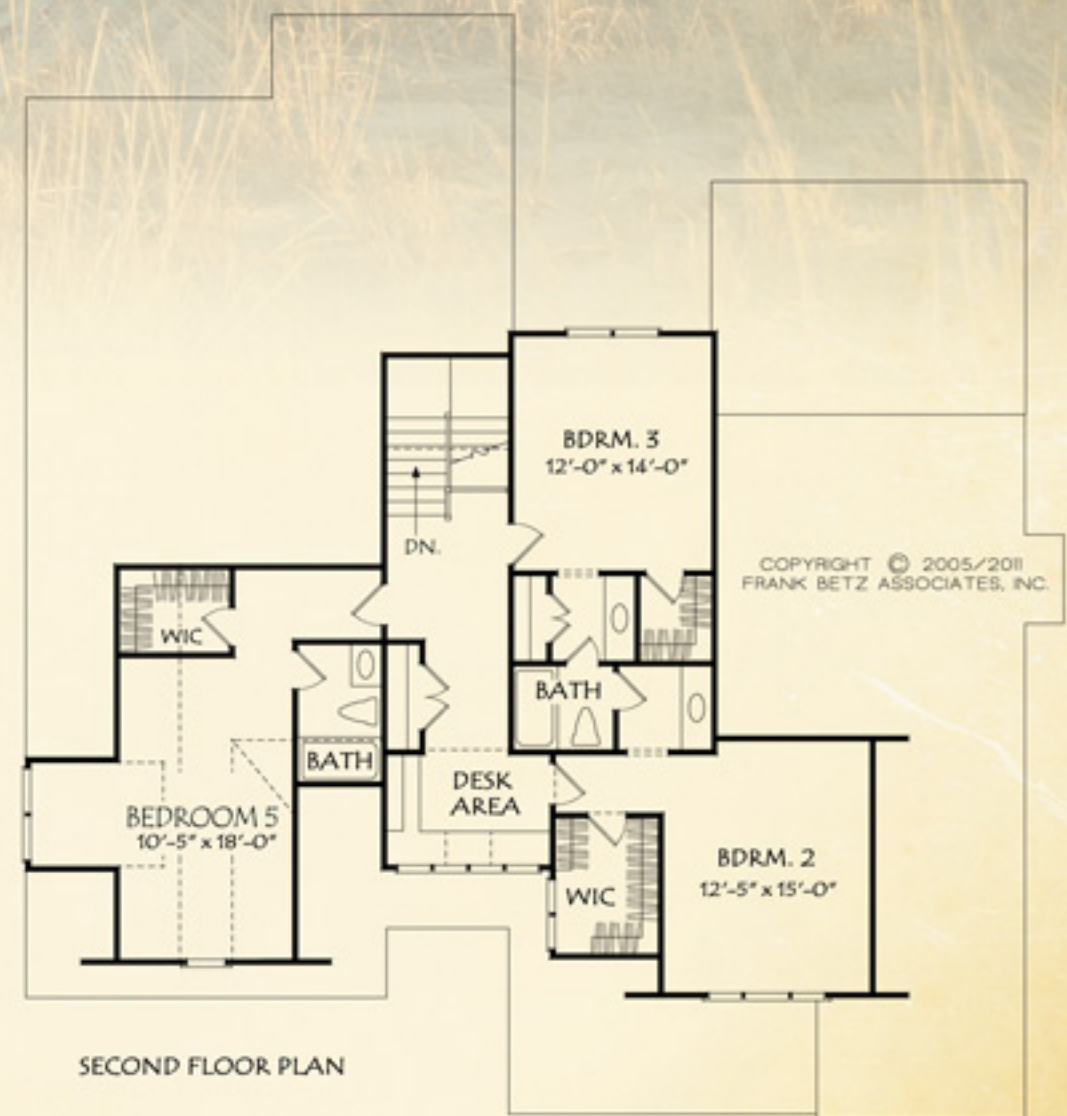 BDRM. 3
12'-0" x 14'-0"
DN.
COPYRIGHT © 2005/2011
FRANK BETZ ASSOCIATES, INC.
WIC
BATH
BATH
DESK
AREA
BEDROOM 5
10'-5" x 18'-0"
BDRM. 2
12'-5" x 15'-0"
WIC
SECOND FLOOR PLAN